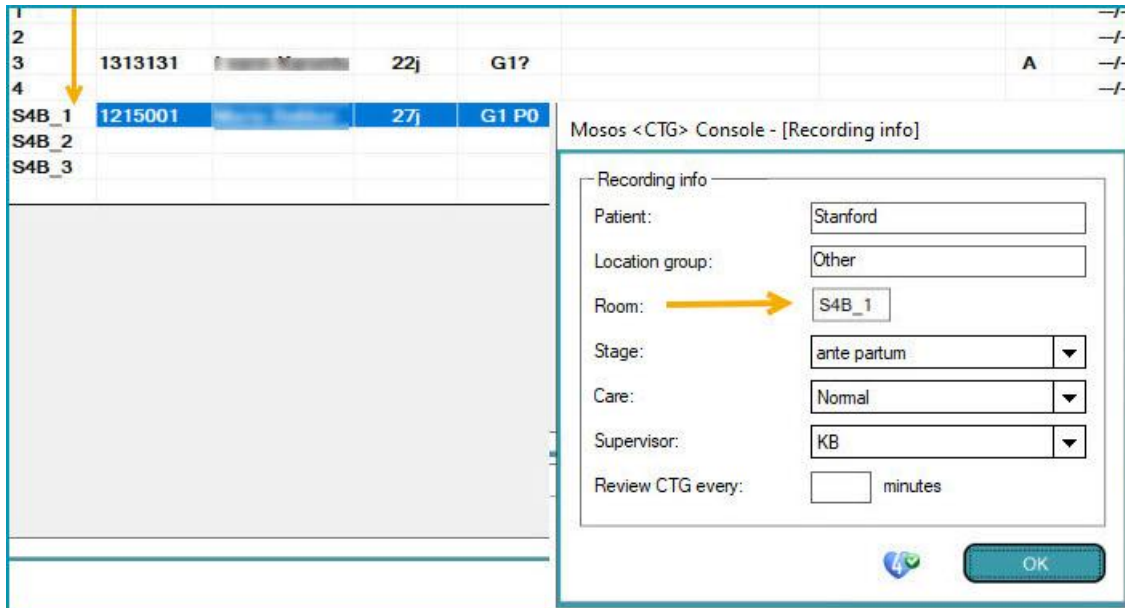 1 —/-
2 —/-
3 1313131 22j G1? A —/-
4 —/-
S4B_1 1215001 27j G1 P0
S4B_2
S4B_3
Mosos <CTG> Console - [Recording info]
Recording info
Patient: Stanford
Location group: Other
Room: S4B_1
Stage: ante partum
Care: Normal
Supervisor: KB
Review CTG every: minutes
4 OK